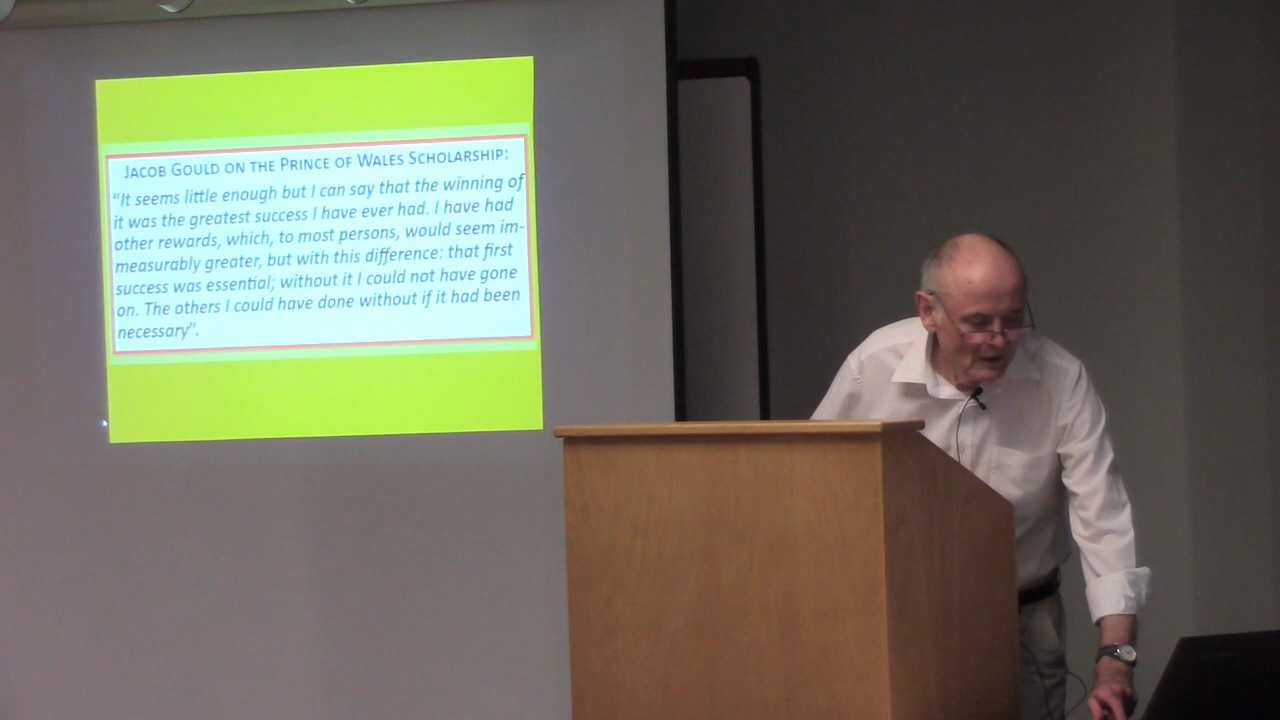 JACOB GOULD ON THE PRINCE OF WALES SCHOLARSHIP:
“It seems little enough but I can say that the winning of
it was the greatest success I have ever had. I have had
other rewards, which, to most persons, would seem im-
measurably greater, but with this difference: that first
success was essential; without it I could not have gone
on. The others I could have done without if it had been
necessary”.